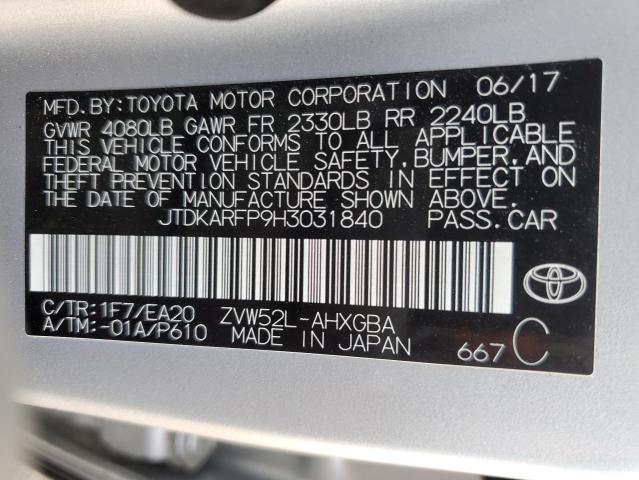 MFD.BY:TOYOTA MOTOR CORPORATION 06/17
GVWR 4080LB GAWR FR 2330LB RR 2240LB
THIS VEHICLE CONFORMS TO ALL APPLICABLE
FEDERAL MOTOR VEHICLE SAFETY,BUMPER,AND
THEFT PREVENTION STANDARDS IN EFFECT ON
THE DATE OF MANUFACTURE SHOWN ABOVE.
JTDKARFP9H3031840 PASS.CAR
C/TR:1F7/EA20 ZVW52L-AHXGBA
A/TM:-01A/P610 MADE IN JAPAN
667 C